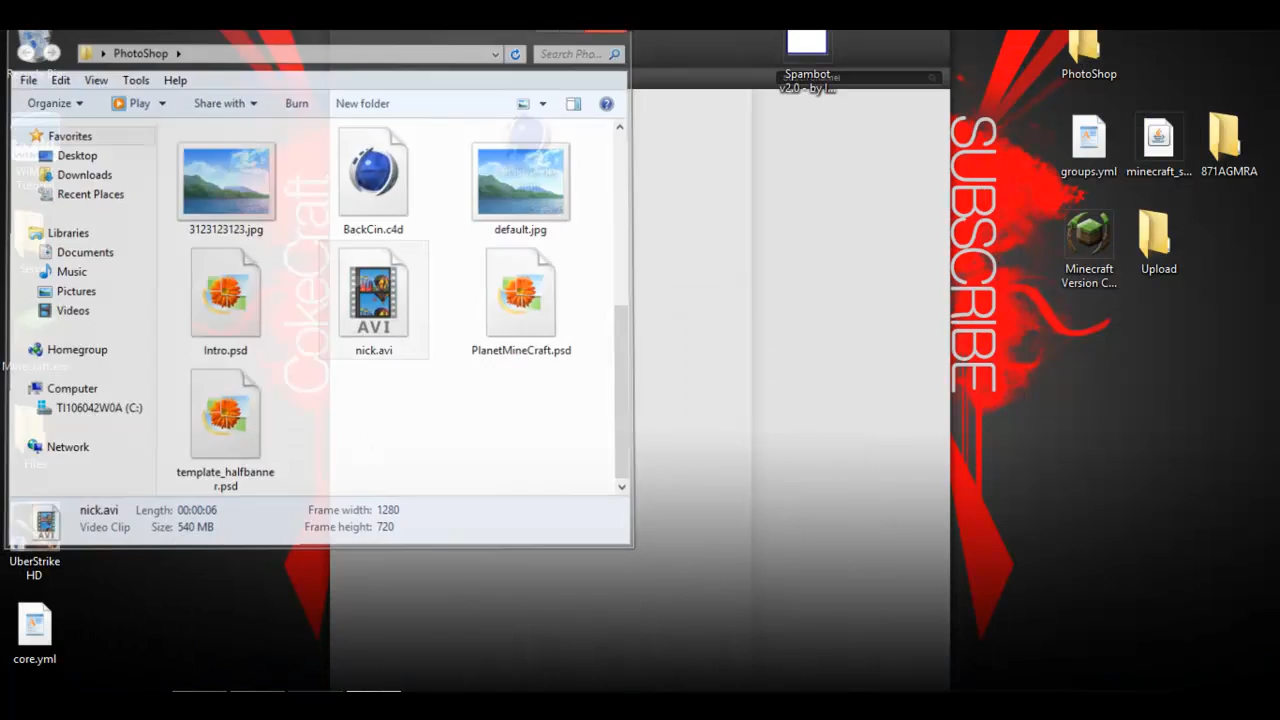 PhotoShop
Search Pho...
File Edit View Tools Help
Organize Play Share with Burn New folder
Favorites
Desktop
Downloads
Recent Places
Libraries
Documents
Music
Pictures
Videos
Homegroup
Computer
TI106042W0A (C:)
Network
3123123123.jpg
BackCin.c4d
default.jpg
Intro.psd
AVI
nick.avi
PlanetMineCraft.psd
template_halfbanne
r.psd
nick.avi Length: 00:00:06 Frame width: 1280
Video Clip Size: 540 MB Frame height: 720
CokeCraft
UberStrike
HD
core.yml
Spambot
v2.0 - by I...
SUBSCRIBE
PhotoShop
groups.yml
minecraft_s...
871AGMRA
Minecraft
Version C...
Upload